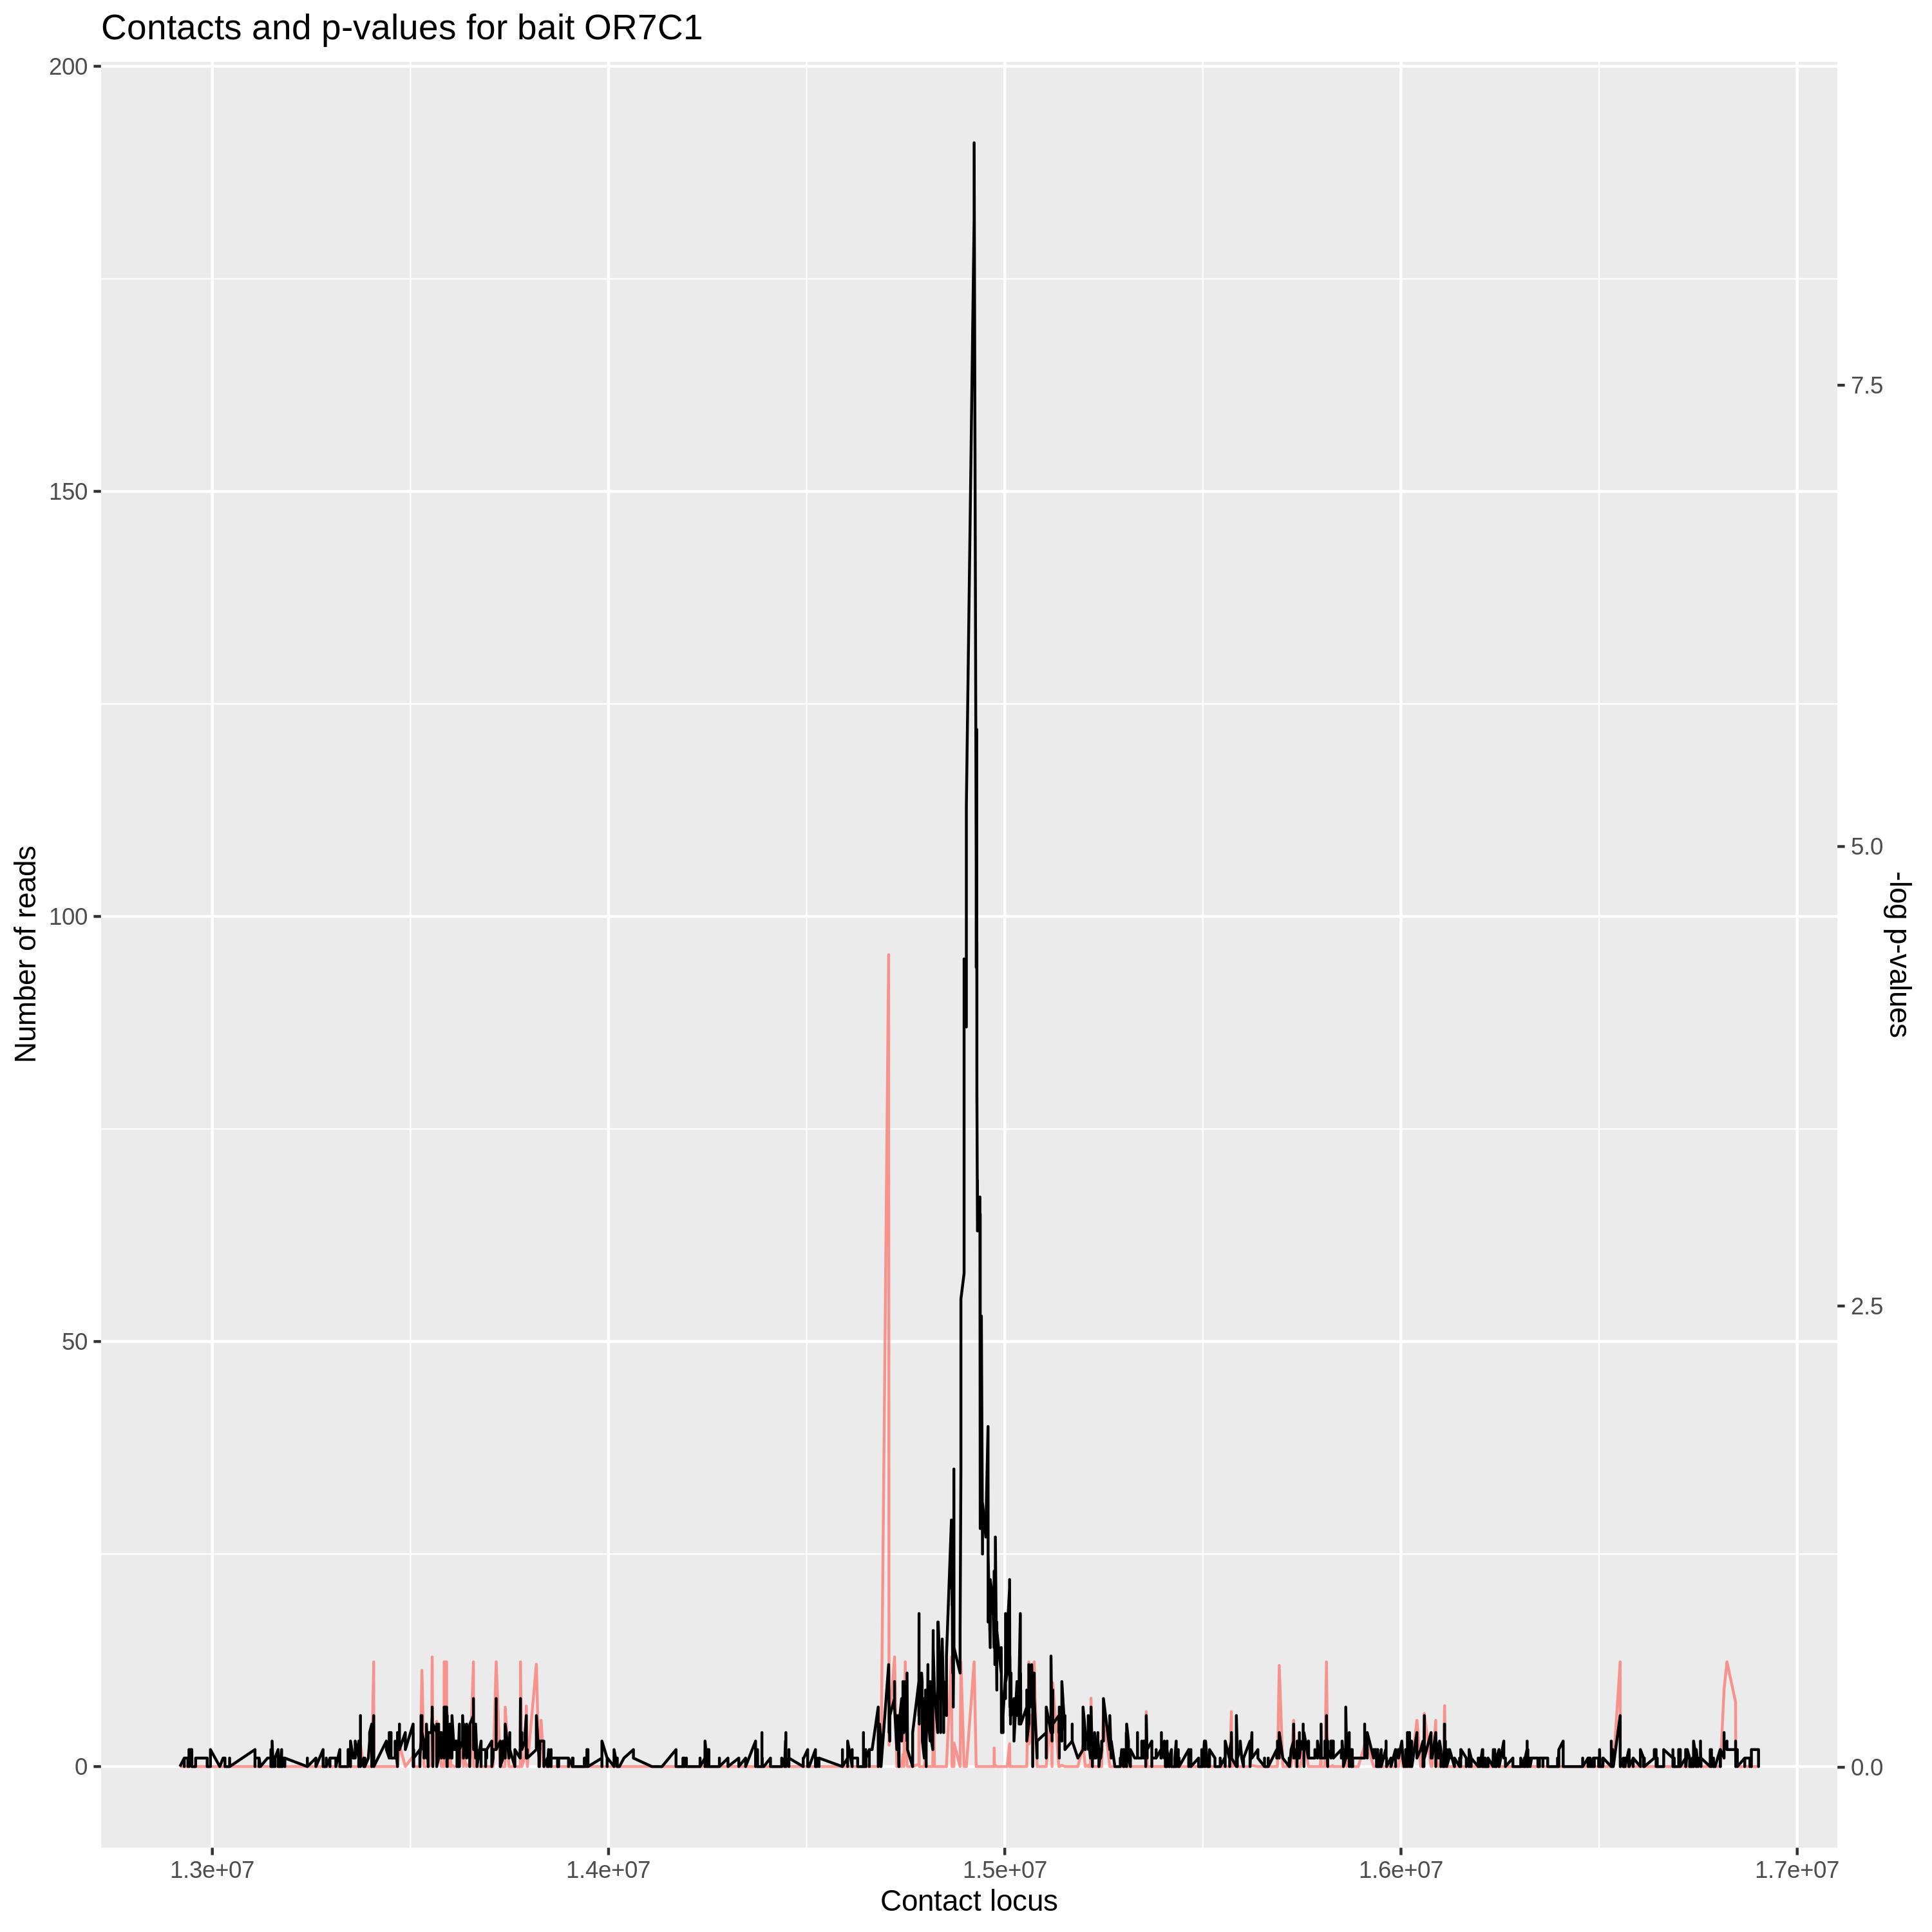 Contacts and p-values for bait OR7C1
200
150
100
50
0
Number of reads
7.5
5.0
2.5
0.0
-log p-values
1.3e+07
1.4e+07
1.5e+07
1.6e+07
1.7e+07
Contact locus